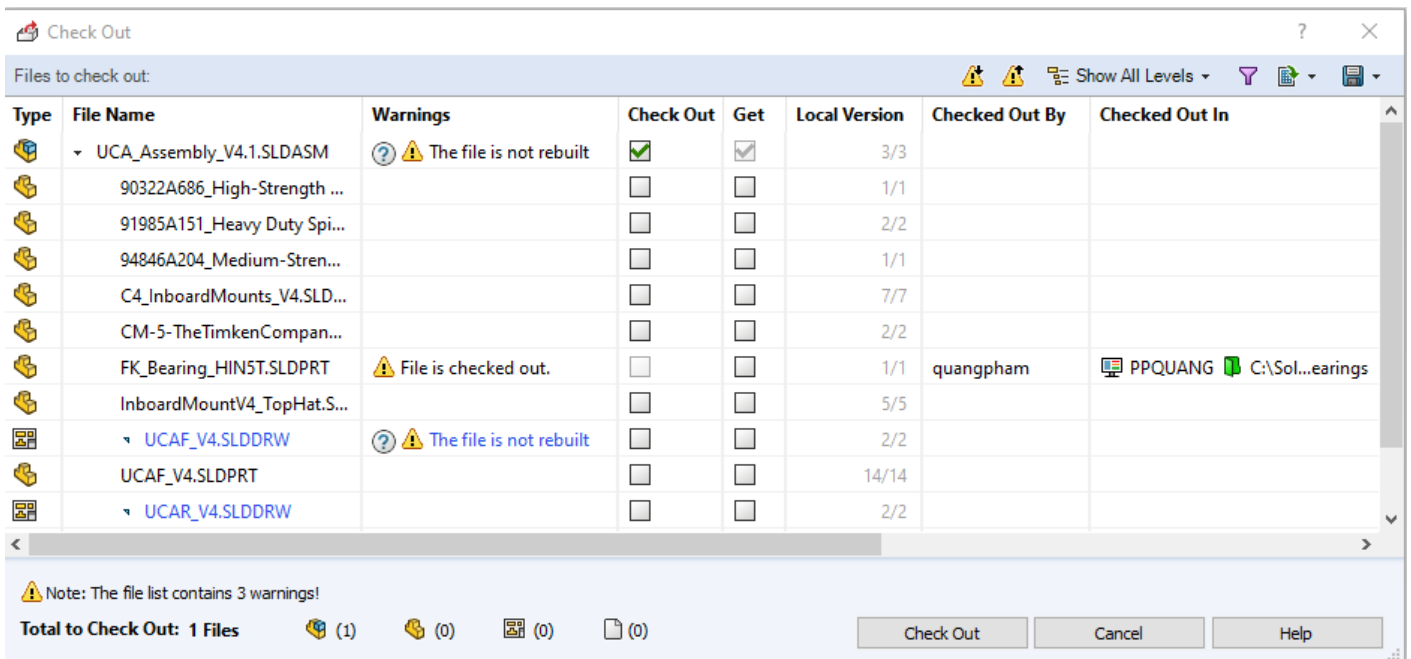 Check Out
Files to check out: Show All Levels
Type File Name Warnings Check Out Get Local Version Checked Out By Checked Out In
UCA_Assembly_V4.1.SLDASM The file is not rebuilt 3/3
90322A686_High-Strength ... 1/1
91985A151_Heavy Duty Spi... 2/2
94846A204_Medium-Stren... 1/1
C4_InboardMounts_V4.SLD... 7/7
CM-5-TheTimkenCompan... 2/2
FK_Bearing_HIN5T.SLDPRT File is checked out. 1/1 quangpham PPQUANG C:\Sol...earings
InboardMountV4_TopHat.S... 5/5
UCAF_V4.SLDDRW The file is not rebuilt 2/2
UCAF_V4.SLDPRT 14/14
UCAR_V4.SLDDRW 2/2
Note: The file list contains 3 warnings!
Total to Check Out: 1 Files (1) (0) (0) (0) Check Out Cancel Help